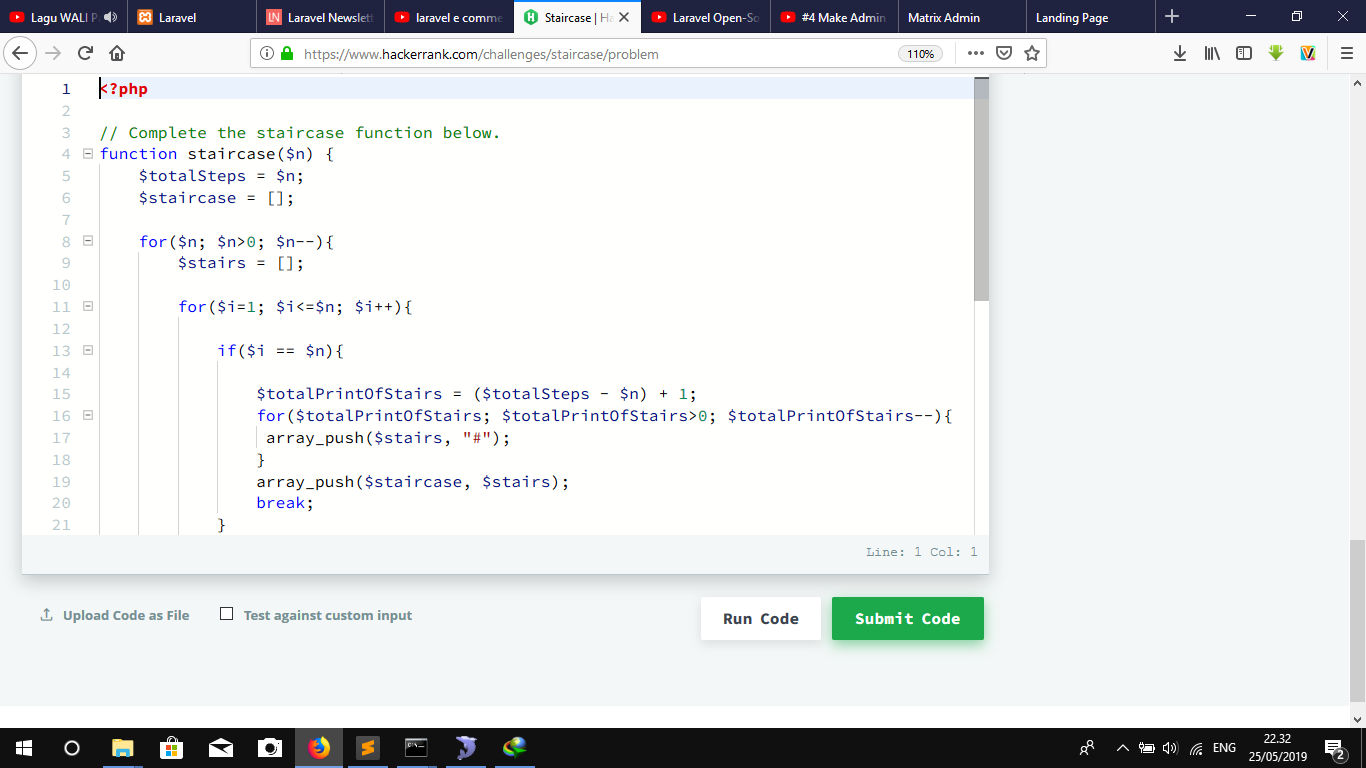 Lagu WALI P
Laravel
Laravel Newslett
laravel e comme
Staircase | Ha
Laravel Open-So
#4 Make Admin
Matrix Admin
Landing Page
https://www.hackerrank.com/challenges/staircase/problem
110%
1 <?php
2
3 // Complete the staircase function below.
4 function staircase($n) {
5 $totalSteps = $n;
6 $staircase = [];
7
8 for($n; $n>0; $n--){
9 $stairs = [];
10
11 for($i=1; $i<=$n; $i++){
12
13 if($i == $n){
14
15 $totalPrintOfStairs = ($totalSteps - $n) + 1;
16 for($totalPrintOfStairs; $totalPrintOfStairs>0; $totalPrintOfStairs--){
17 array_push($stairs, "#");
18 }
19 array_push($staircase, $stairs);
20 break;
21 }
Line: 1 Col: 1
Upload Code as File
Test against custom input
Run Code
Submit Code
ENG
22.32
25/05/2019
2